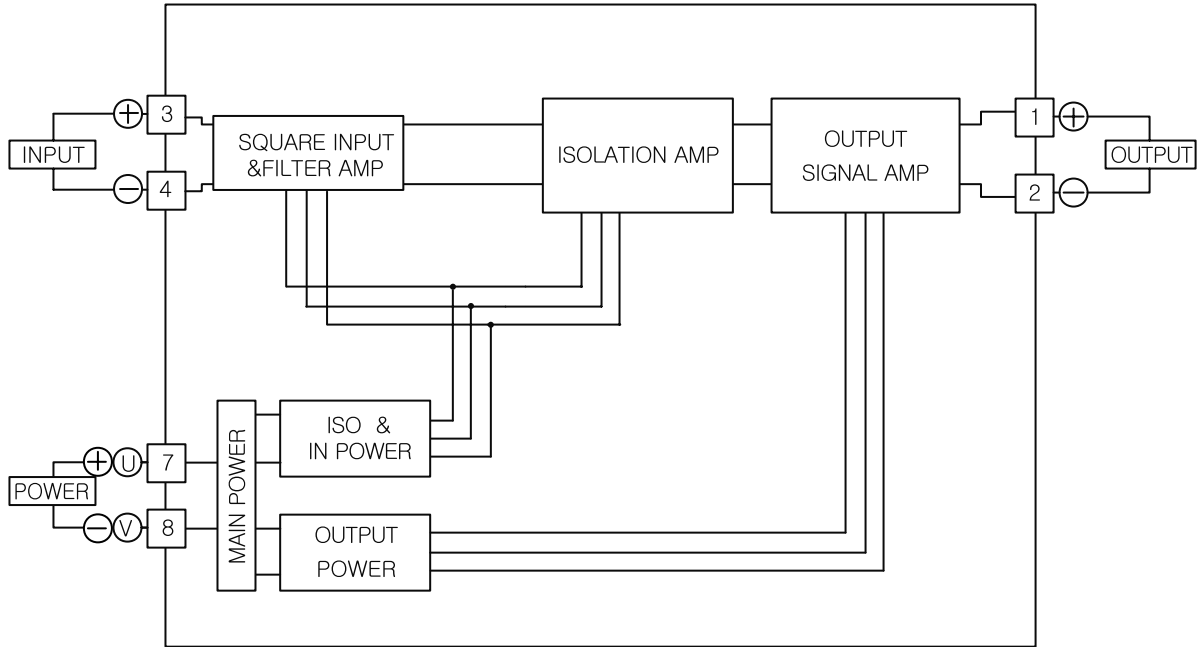 + 3
INPUT
− 4
SQUARE INPUT
&FILTER AMP
ISOLATION AMP
OUTPUT
SIGNAL AMP
1 +
OUTPUT
2 −
+ U 7
POWER
− V 8
MAIN POWER
ISO &
IN POWER
OUTPUT
POWER